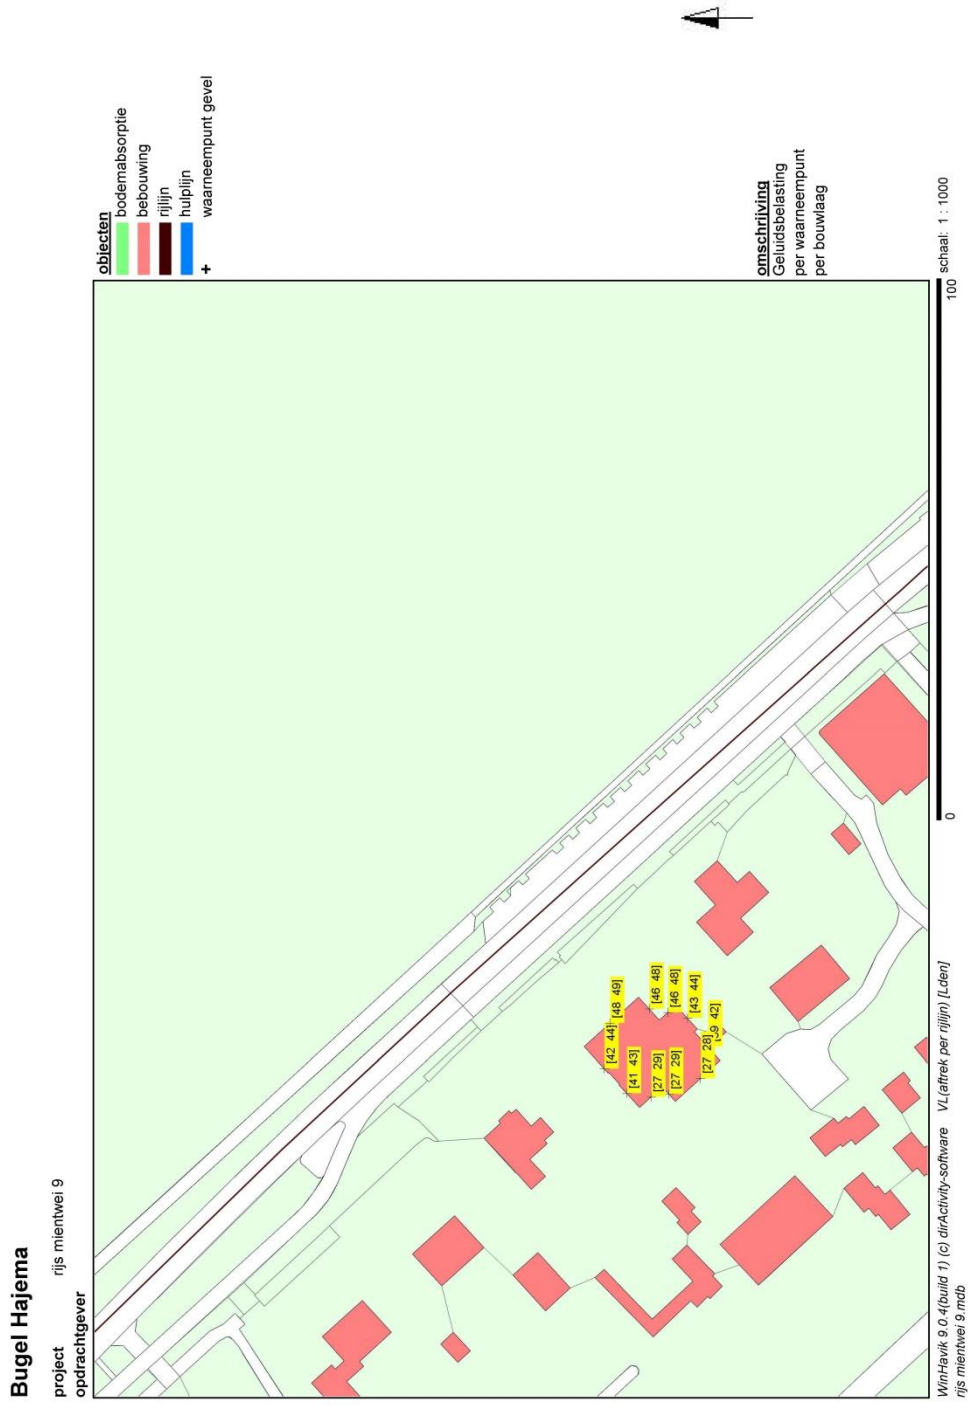 Bugel Hajema
project rijs mientwei 9
opdrachtgever
objecten
bodemabsorptie
bebouwing
rijlijn
hulplijn
+ waarneempunt gevel
omschrijving
Geluidsbelasting
per waarneempunt
per bouwlaag
[42 44]
[48 49]
[41 43]
[46 48]
[27 29]
[46 48]
[27 29]
[43 44]
[27 28]
42]
0
100
schaal: 1 : 1000
WinHavik 9.0.4(build 1) (c) dirActivity-software VL(aftrek per rijlijn) [Lden]
rijs mientwei 9.mdb